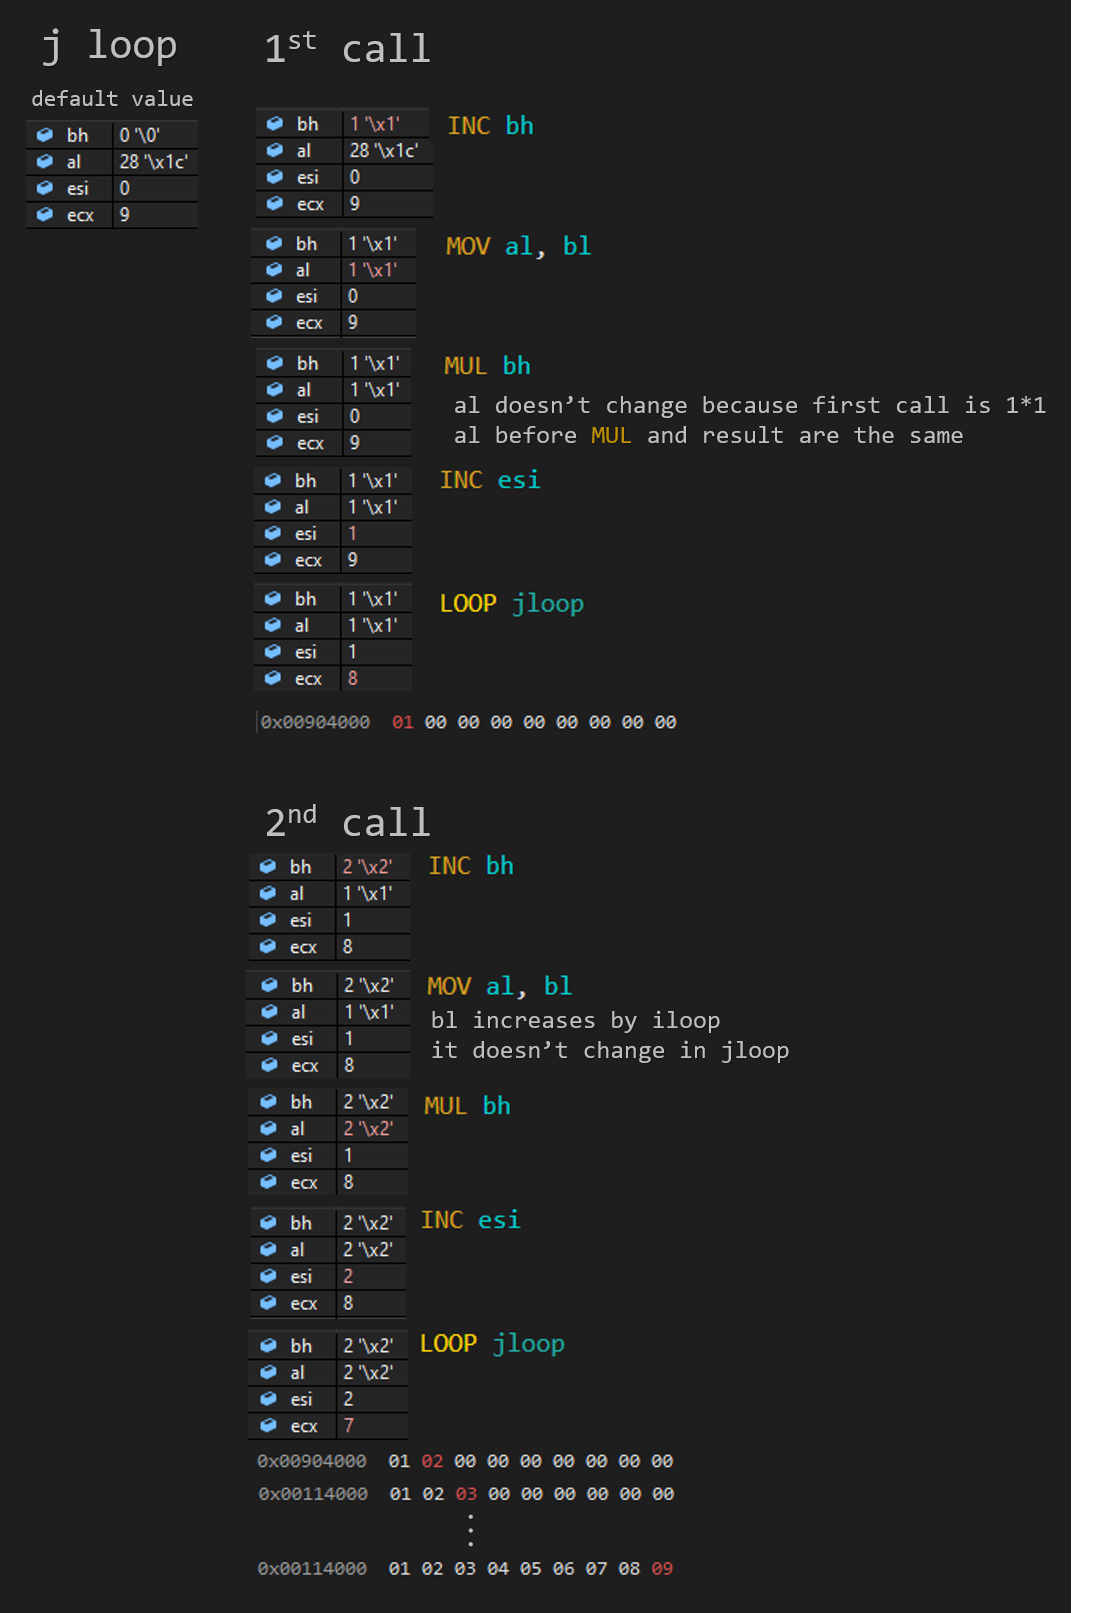 j loop
default value
bh 0 '\0'
al 28 '\x1c'
esi 0
ecx 9
1st call
bh 1 '\x1'
al 28 '\x1c'
esi 0
ecx 9
INC bh
bh 1 '\x1'
al 1 '\x1'
esi 0
ecx 9
MOV al, bl
bh 1 '\x1'
al 1 '\x1'
esi 0
ecx 9
MUL bh
al doesn’t change because first call is 1*1
al before MUL and result are the same
bh 1 '\x1'
al 1 '\x1'
esi 1
ecx 9
INC esi
bh 1 '\x1'
al 1 '\x1'
esi 1
ecx 8
LOOP jloop
0x00904000 01 00 00 00 00 00 00 00 00
2nd call
bh 2 '\x2'
al 1 '\x1'
esi 1
ecx 8
INC bh
bh 2 '\x2'
al 1 '\x1'
esi 1
ecx 8
MOV al, bl
bl increases by iloop
it doesn’t change in jloop
bh 2 '\x2'
al 2 '\x2'
esi 1
ecx 8
MUL bh
bh 2 '\x2'
al 2 '\x2'
esi 2
ecx 8
INC esi
bh 2 '\x2'
al 2 '\x2'
esi 2
ecx 7
LOOP jloop
0x00904000 01 02 00 00 00 00 00 00 00
0x00114000 01 02 03 00 00 00 00 00 00
⋮
0x00114000 01 02 03 04 05 06 07 08 09